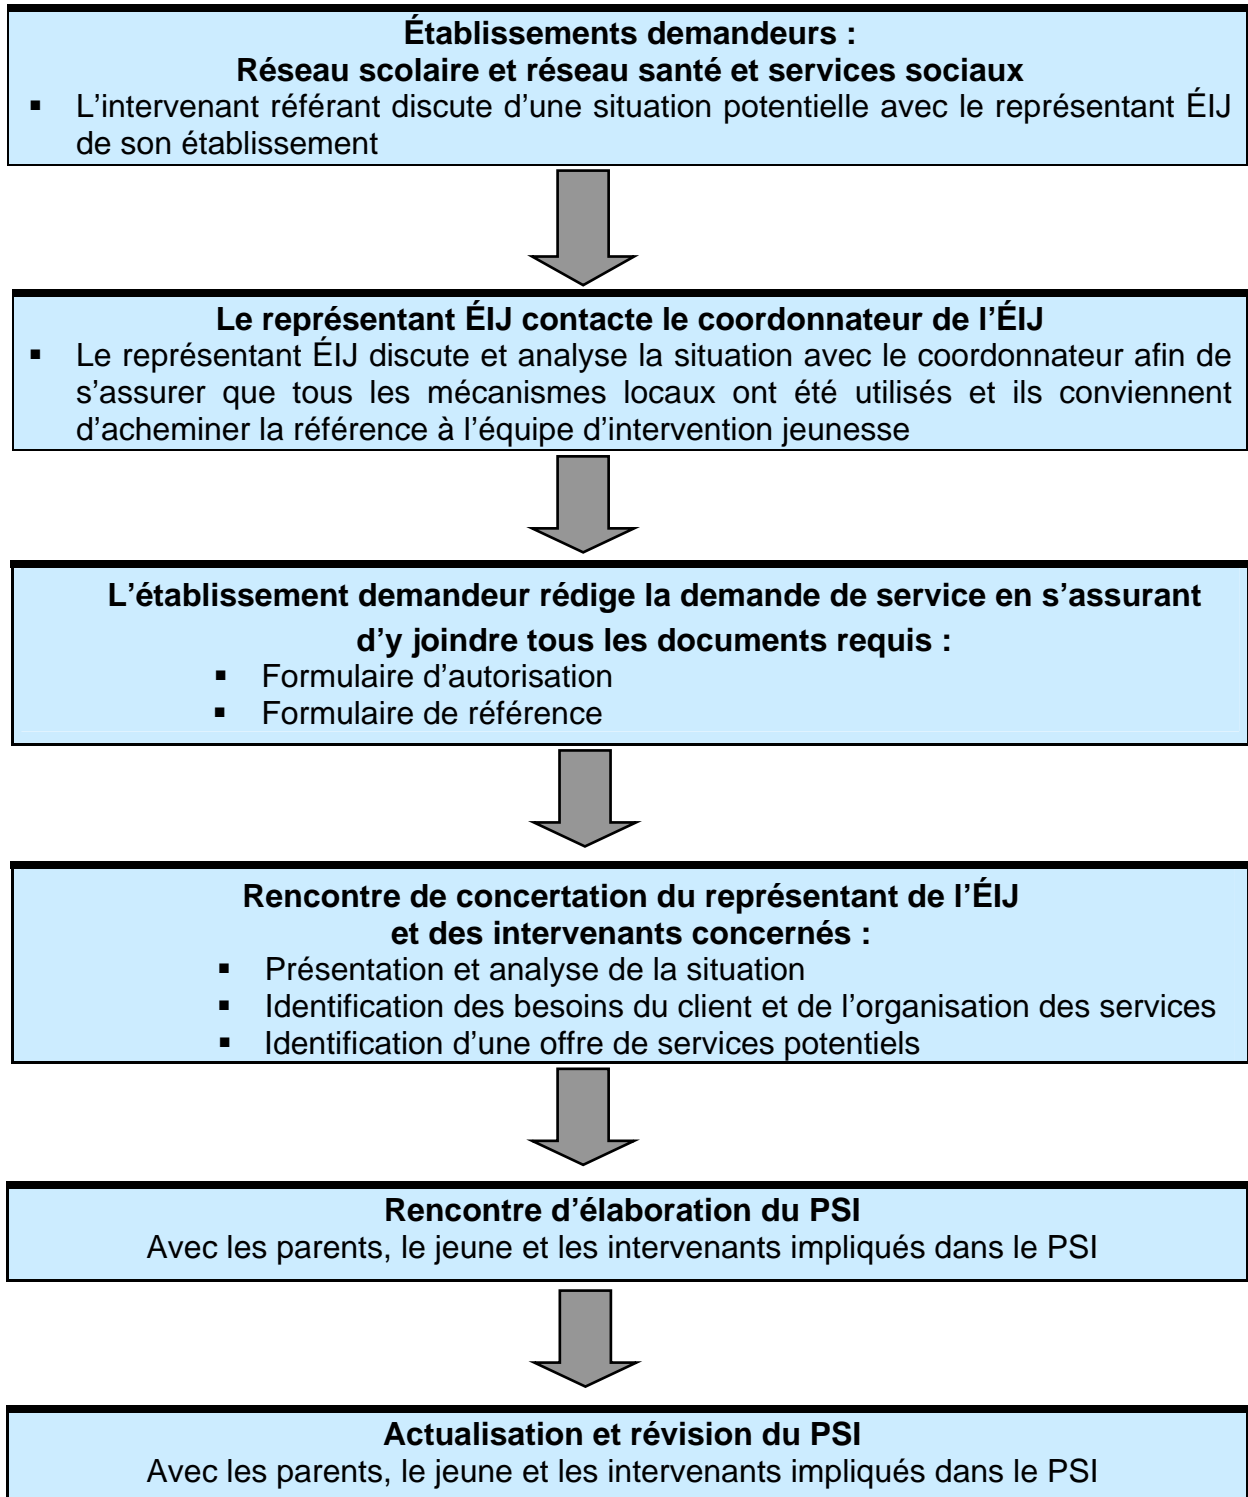 Établissements demandeurs :
Réseau scolaire et réseau santé et services sociaux
▪ L’intervenant référant discute d’une situation potentielle avec le représentant ÉIJ
de son établissement
Le représentant ÉIJ contacte le coordonnateur de l’ÉIJ
▪ Le représentant ÉIJ discute et analyse la situation avec le coordonnateur afin de
s’assurer que tous les mécanismes locaux ont été utilisés et ils conviennent
d’acheminer la référence à l’équipe d’intervention jeunesse
L’établissement demandeur rédige la demande de service en s’assurant
d’y joindre tous les documents requis :
▪ Formulaire d’autorisation
▪ Formulaire de référence
Rencontre de concertation du représentant de l’ÉIJ
et des intervenants concernés :
▪ Présentation et analyse de la situation
▪ Identification des besoins du client et de l’organisation des services
▪ Identification d’une offre de services potentiels
Rencontre d’élaboration du PSI
Avec les parents, le jeune et les intervenants impliqués dans le PSI
Actualisation et révision du PSI
Avec les parents, le jeune et les intervenants impliqués dans le PSI